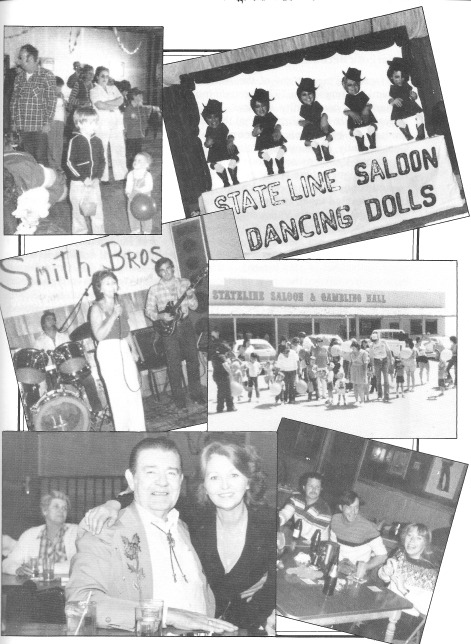 STATE LINE SALOON
DANCING DOLLS
Smith Bros
STATELINE SALOON & GAMBLING HALL